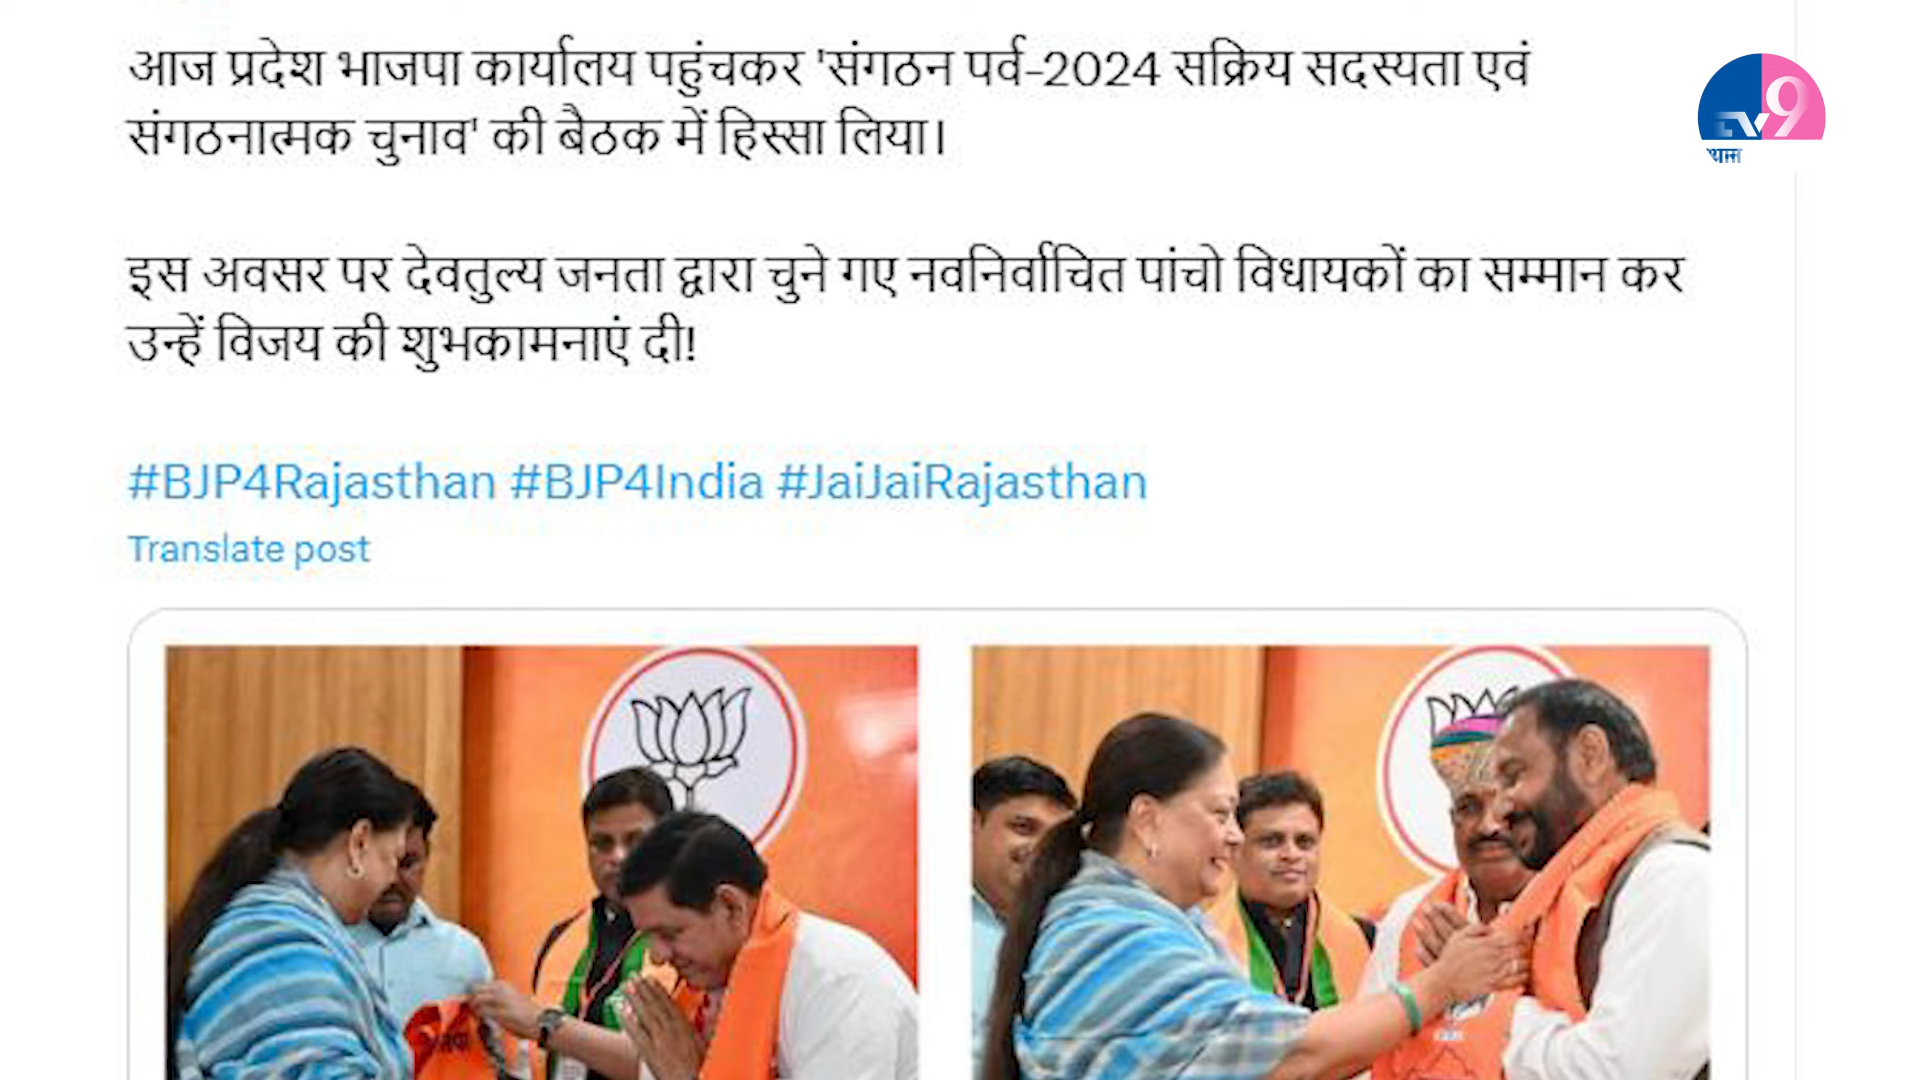 आज प्रदेश भाजपा कार्यालय पहुंचकर 'संगठन पर्व-2024 सक्रिय सदस्यता एवं
संगठनात्मक चुनाव' की बैठक में हिस्सा लिया।
इस अवसर पर देवतुल्य जनता द्वारा चुने गए नवनिर्वाचित पांचो विधायकों का सम्मान कर
उन्हें विजय की शुभकामनाएं दी!
#BJP4Rajasthan #BJP4India #JaiJaiRajasthan
Translate post
TV9